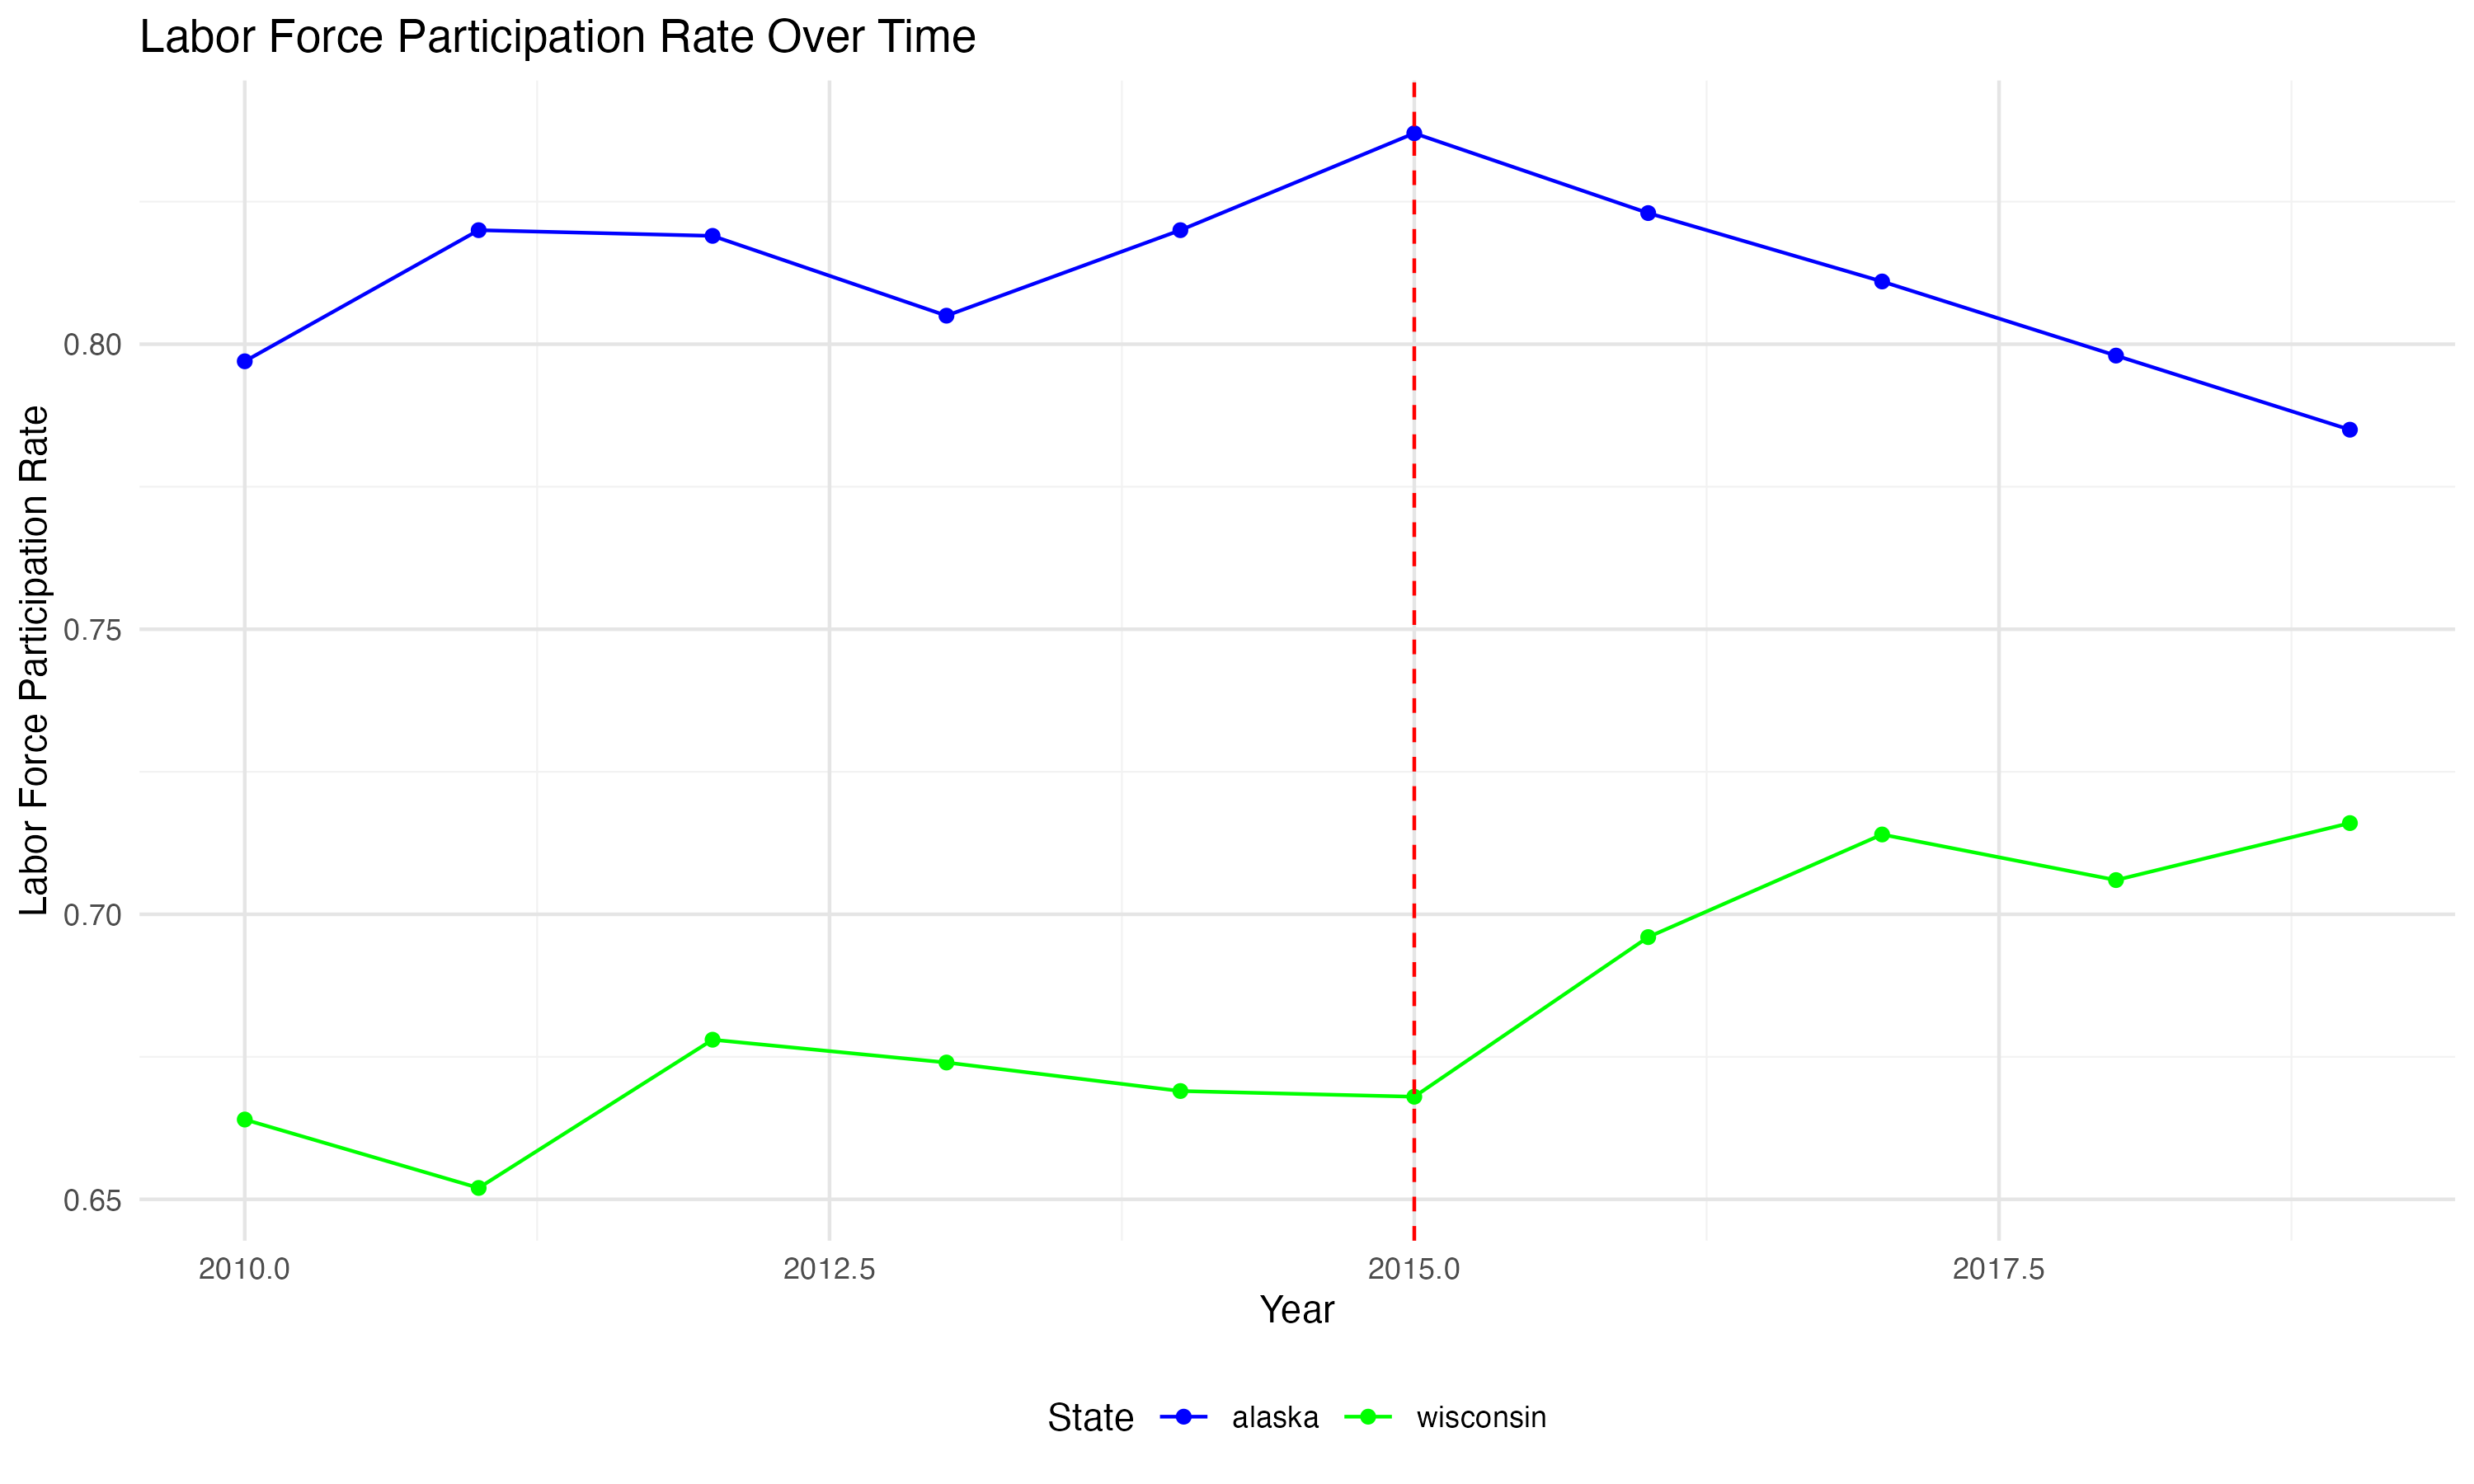 Labor Force Participation Rate Over Time
Labor Force Participation Rate
0.80
0.75
0.70
0.65
2010.0 2012.5 2015.0 2017.5
Year
State alaska wisconsin